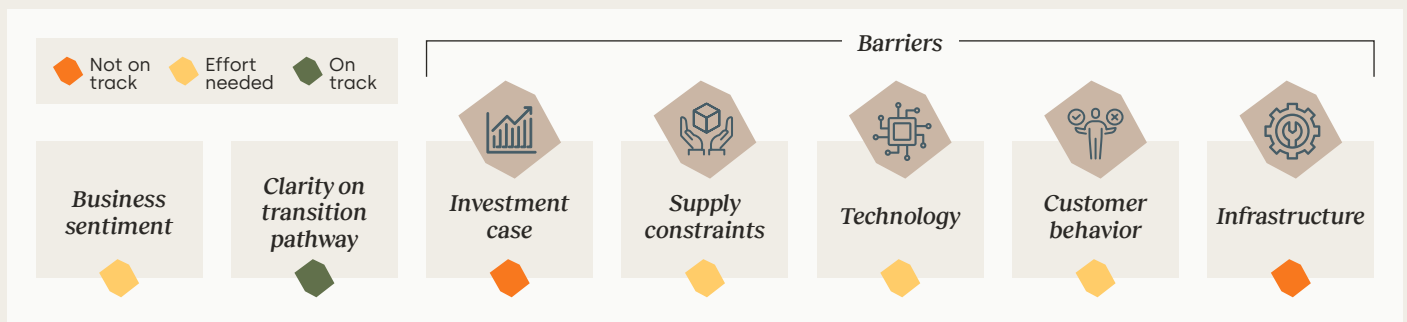 Not on
track
Effort
needed
On
track
Barriers
Business
sentiment
Clarity on
transition
pathway
Investment
case
Supply
constraints
Technology
Customer
behavior
Infrastructure